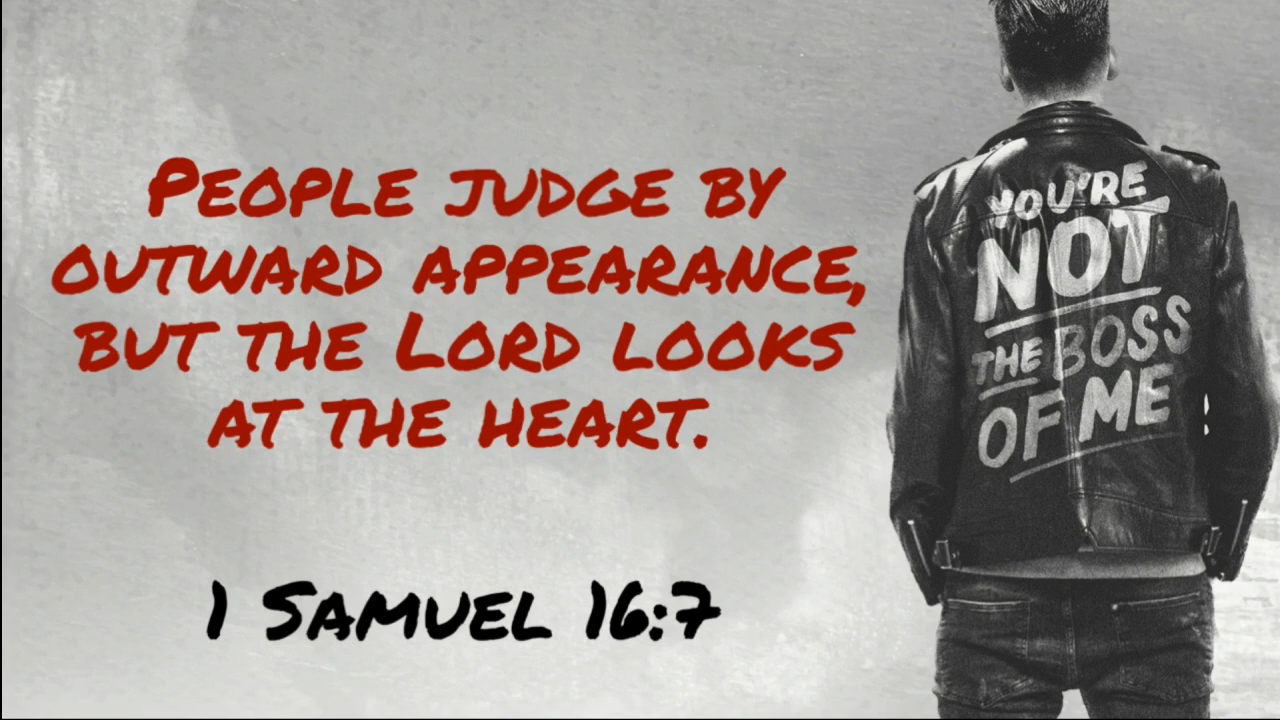 People judge by
outward appearance,
but the Lord looks
at the heart.
1 Samuel 16:7
YOU'RE
NOT
THE BOSS
OF ME